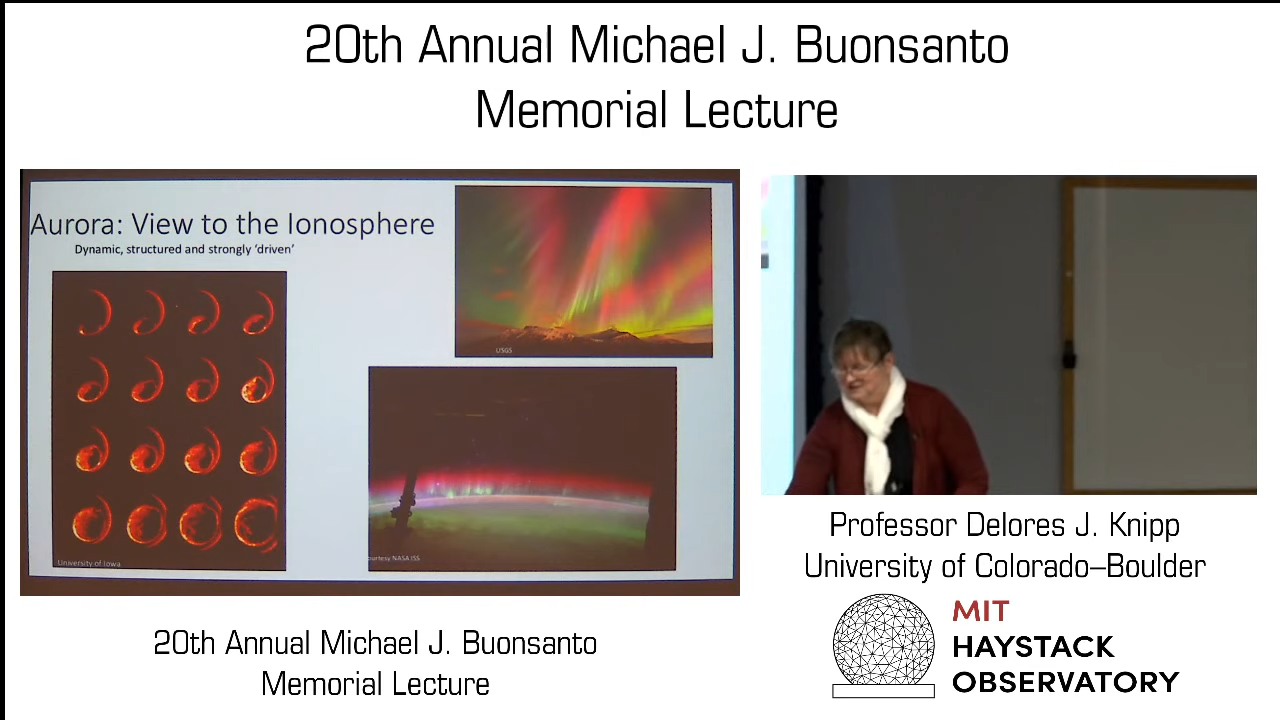 20th Annual Michael J. Buonsanto
Memorial Lecture
Aurora: View to the Ionosphere
Dynamic, structured and strongly ‘driven’
USGS
University of Iowa
ourtesy NASA ISS
20th Annual Michael J. Buonsanto
Memorial Lecture
Professor Delores J. Knipp
University of Colorado–Boulder
MIT
HAYSTACK
OBSERVATORY